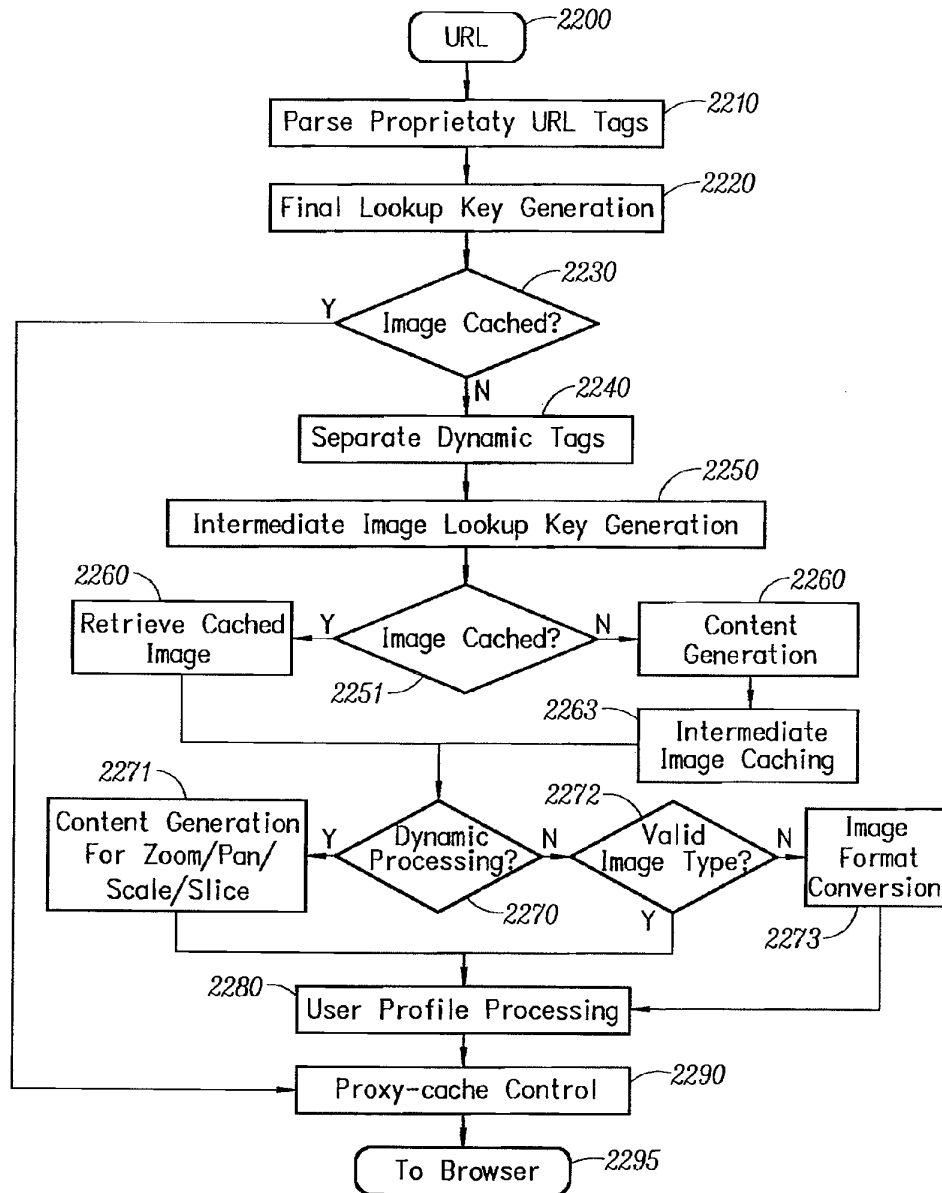 2200
URL
2210
Parse Proprietaty URL Tags
2220
Final Lookup Key Generation
2230
Y
Image Cached?
N
2240
Separate Dynamic Tags
2250
Intermediate Image Lookup Key Generation
2260
Retrieve Cached
Image
Y
Image Cached?
N
2251
2260
Content
Generation
2263
Intermediate
Image Caching
2271
Content Generation
For Zoom/Pan/
Scale/Slice
Y
Dynamic
Processing?
N
2270
2272
Valid
Image Type?
N
Y
Image
Format
Conversion
2273
2280
User Profile Processing
2290
Proxy-cache Control
To Browser
2295